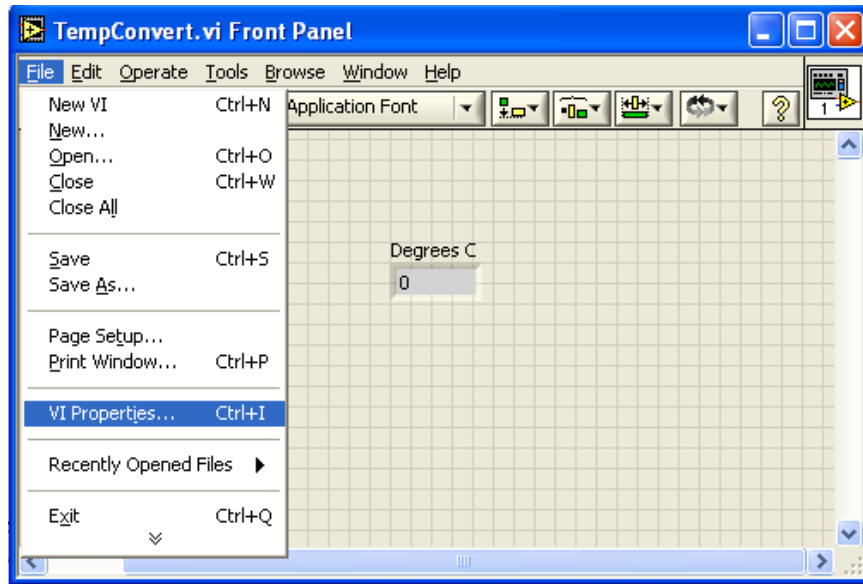 TempConvert.vi Front Panel
File Edit Operate Tools Browse Window Help
Application Font
? 1
New VI Ctrl+N
New...
Open... Ctrl+O
Close Ctrl+W
Close All
Save Ctrl+S
Save As...
Page Setup...
Print Window... Ctrl+P
VI Properties... Ctrl+I
Recently Opened Files
Exit Ctrl+Q
Degrees C
0